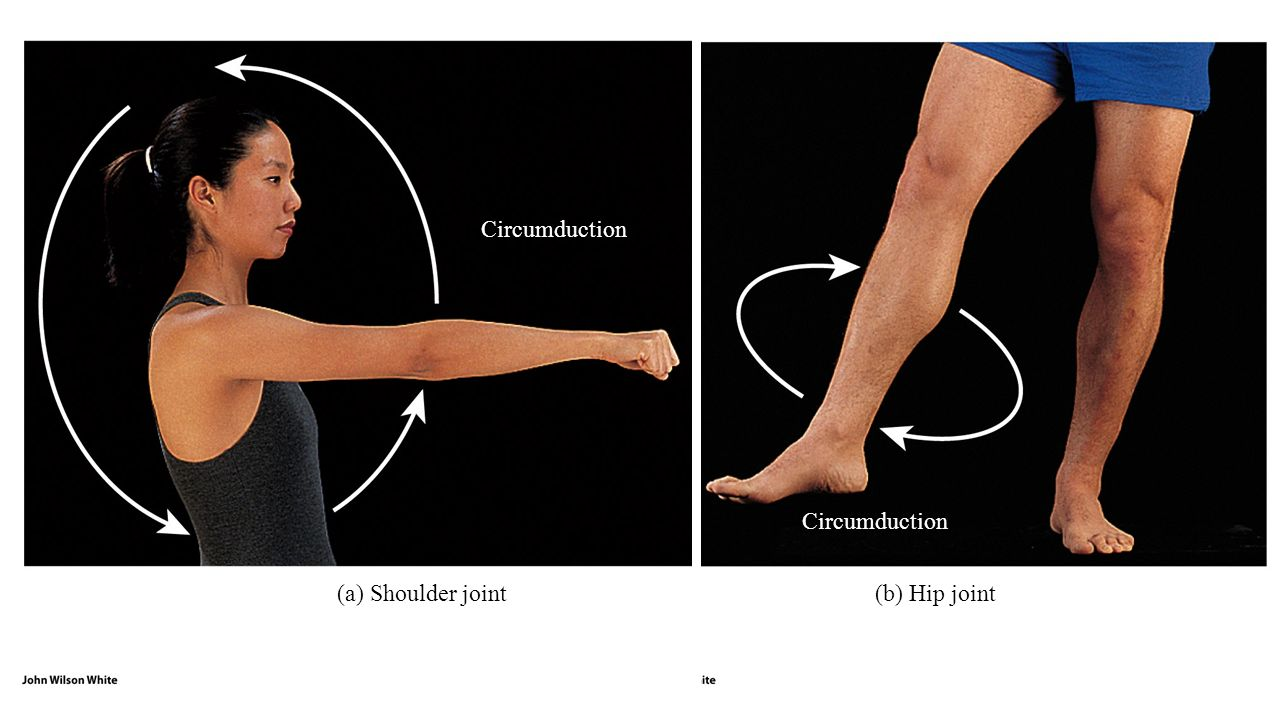 Circumduction
Circumduction
(a) Shoulder joint
(b) Hip joint
John Wilson White
ite